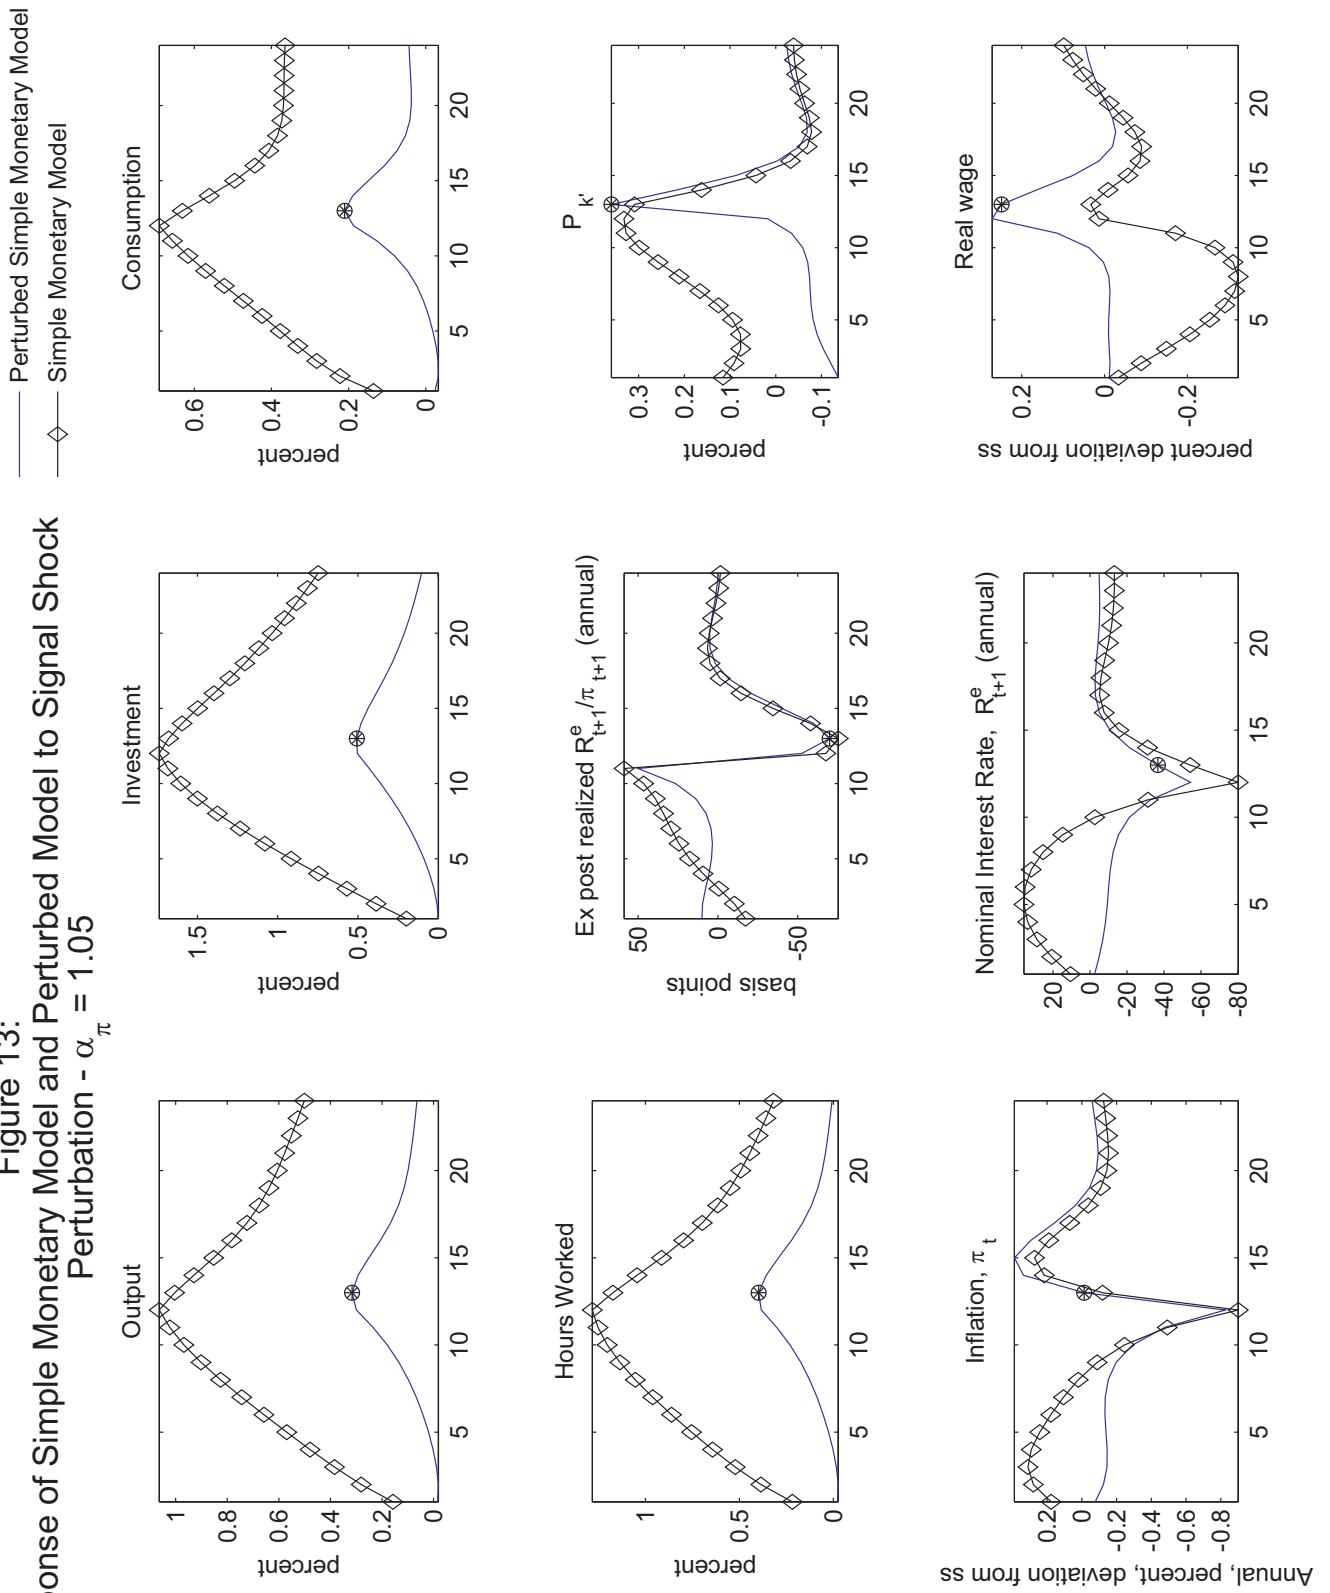 Figure 13:
ponse of Simple Monetary Model and Perturbed Model to Signal Shock
Perturbation - α π = 1.05
Perturbed Simple Monetary Model
Simple Monetary Model
Output
percent
1
0.8
0.6
0.4
0.2
0
5 10 15 20
Investment
percent
1.5
1
0.5
0
5 10 15 20
Consumption
percent
0.6
0.4
0.2
0
5 10 15 20
Hours Worked
percent
1
0.5
0
5 10 15 20
Ex post realized R^e_{t+1}/π_{t+1} (annual)
basis points
50
0
-50
5 10 15 20
P_{k'}
percent
0.3
0.2
0.1
0
-0.1
5 10 15 20
Inflation, π_t
Annual, percent, deviation from ss
0.2
0
-0.2
-0.4
-0.6
-0.8
5 10 15 20
Nominal Interest Rate, R^e_{t+1} (annual)
20
0
-20
-40
-60
-80
5 10 15 20
Real wage
percent deviation from ss
0.2
0
-0.2
5 10 15 20